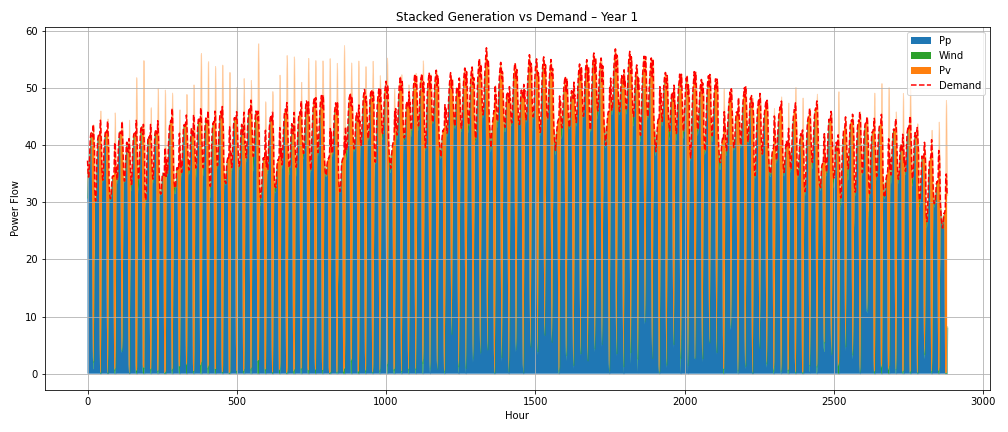 Stacked Generation vs Demand – Year 1
60
50
40
30
20
10
0
Power Flow
Pp
Wind
Pv
Demand
0 500 1000 1500 2000 2500 3000
Hour